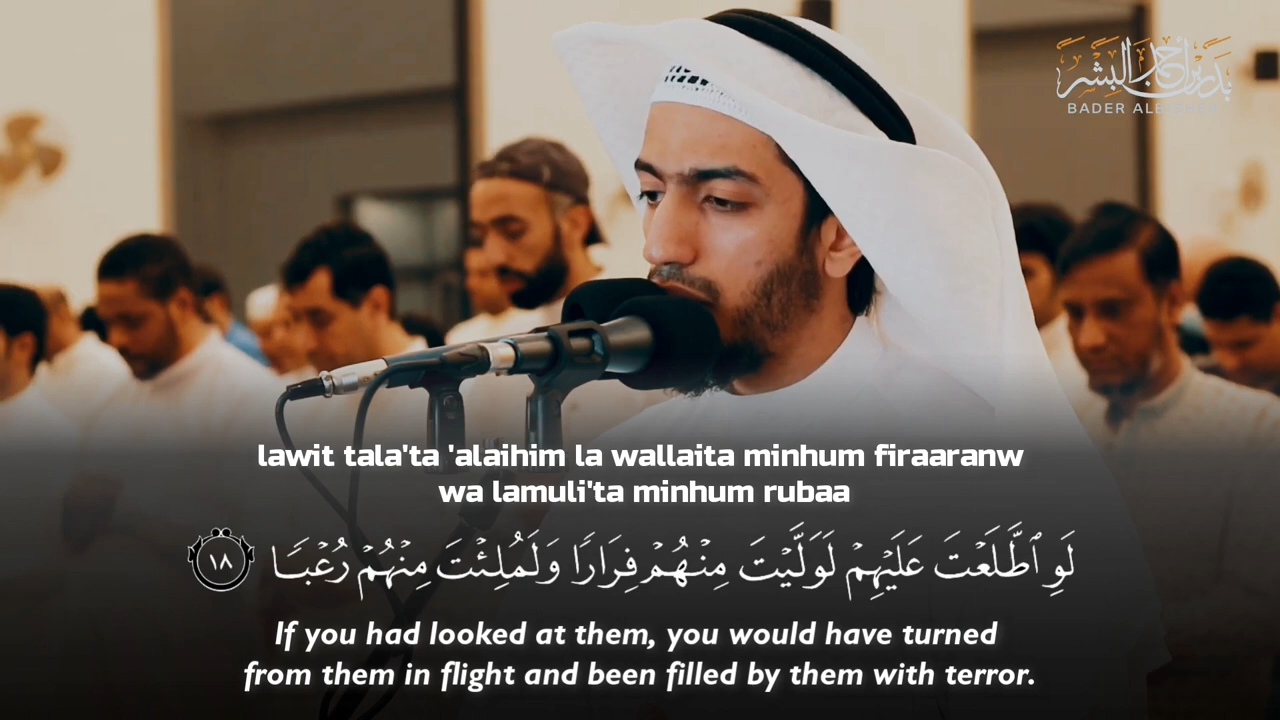 بدر بن حمد البشر
BADER ALBISHER
lawit tala'ta 'alaihim la wallaita minhum firaaranw
wa lamuli'ta minhum rubaa
لَوِ ٱطَّلَعْتَ عَلَيْهِمْ لَوَلَّيْتَ مِنْهُمْ فِرَارًا وَلَمُلِئْتَ مِنْهُمْ رُعْبًا ١٨
If you had looked at them, you would have turned
from them in flight and been filled by them with terror.